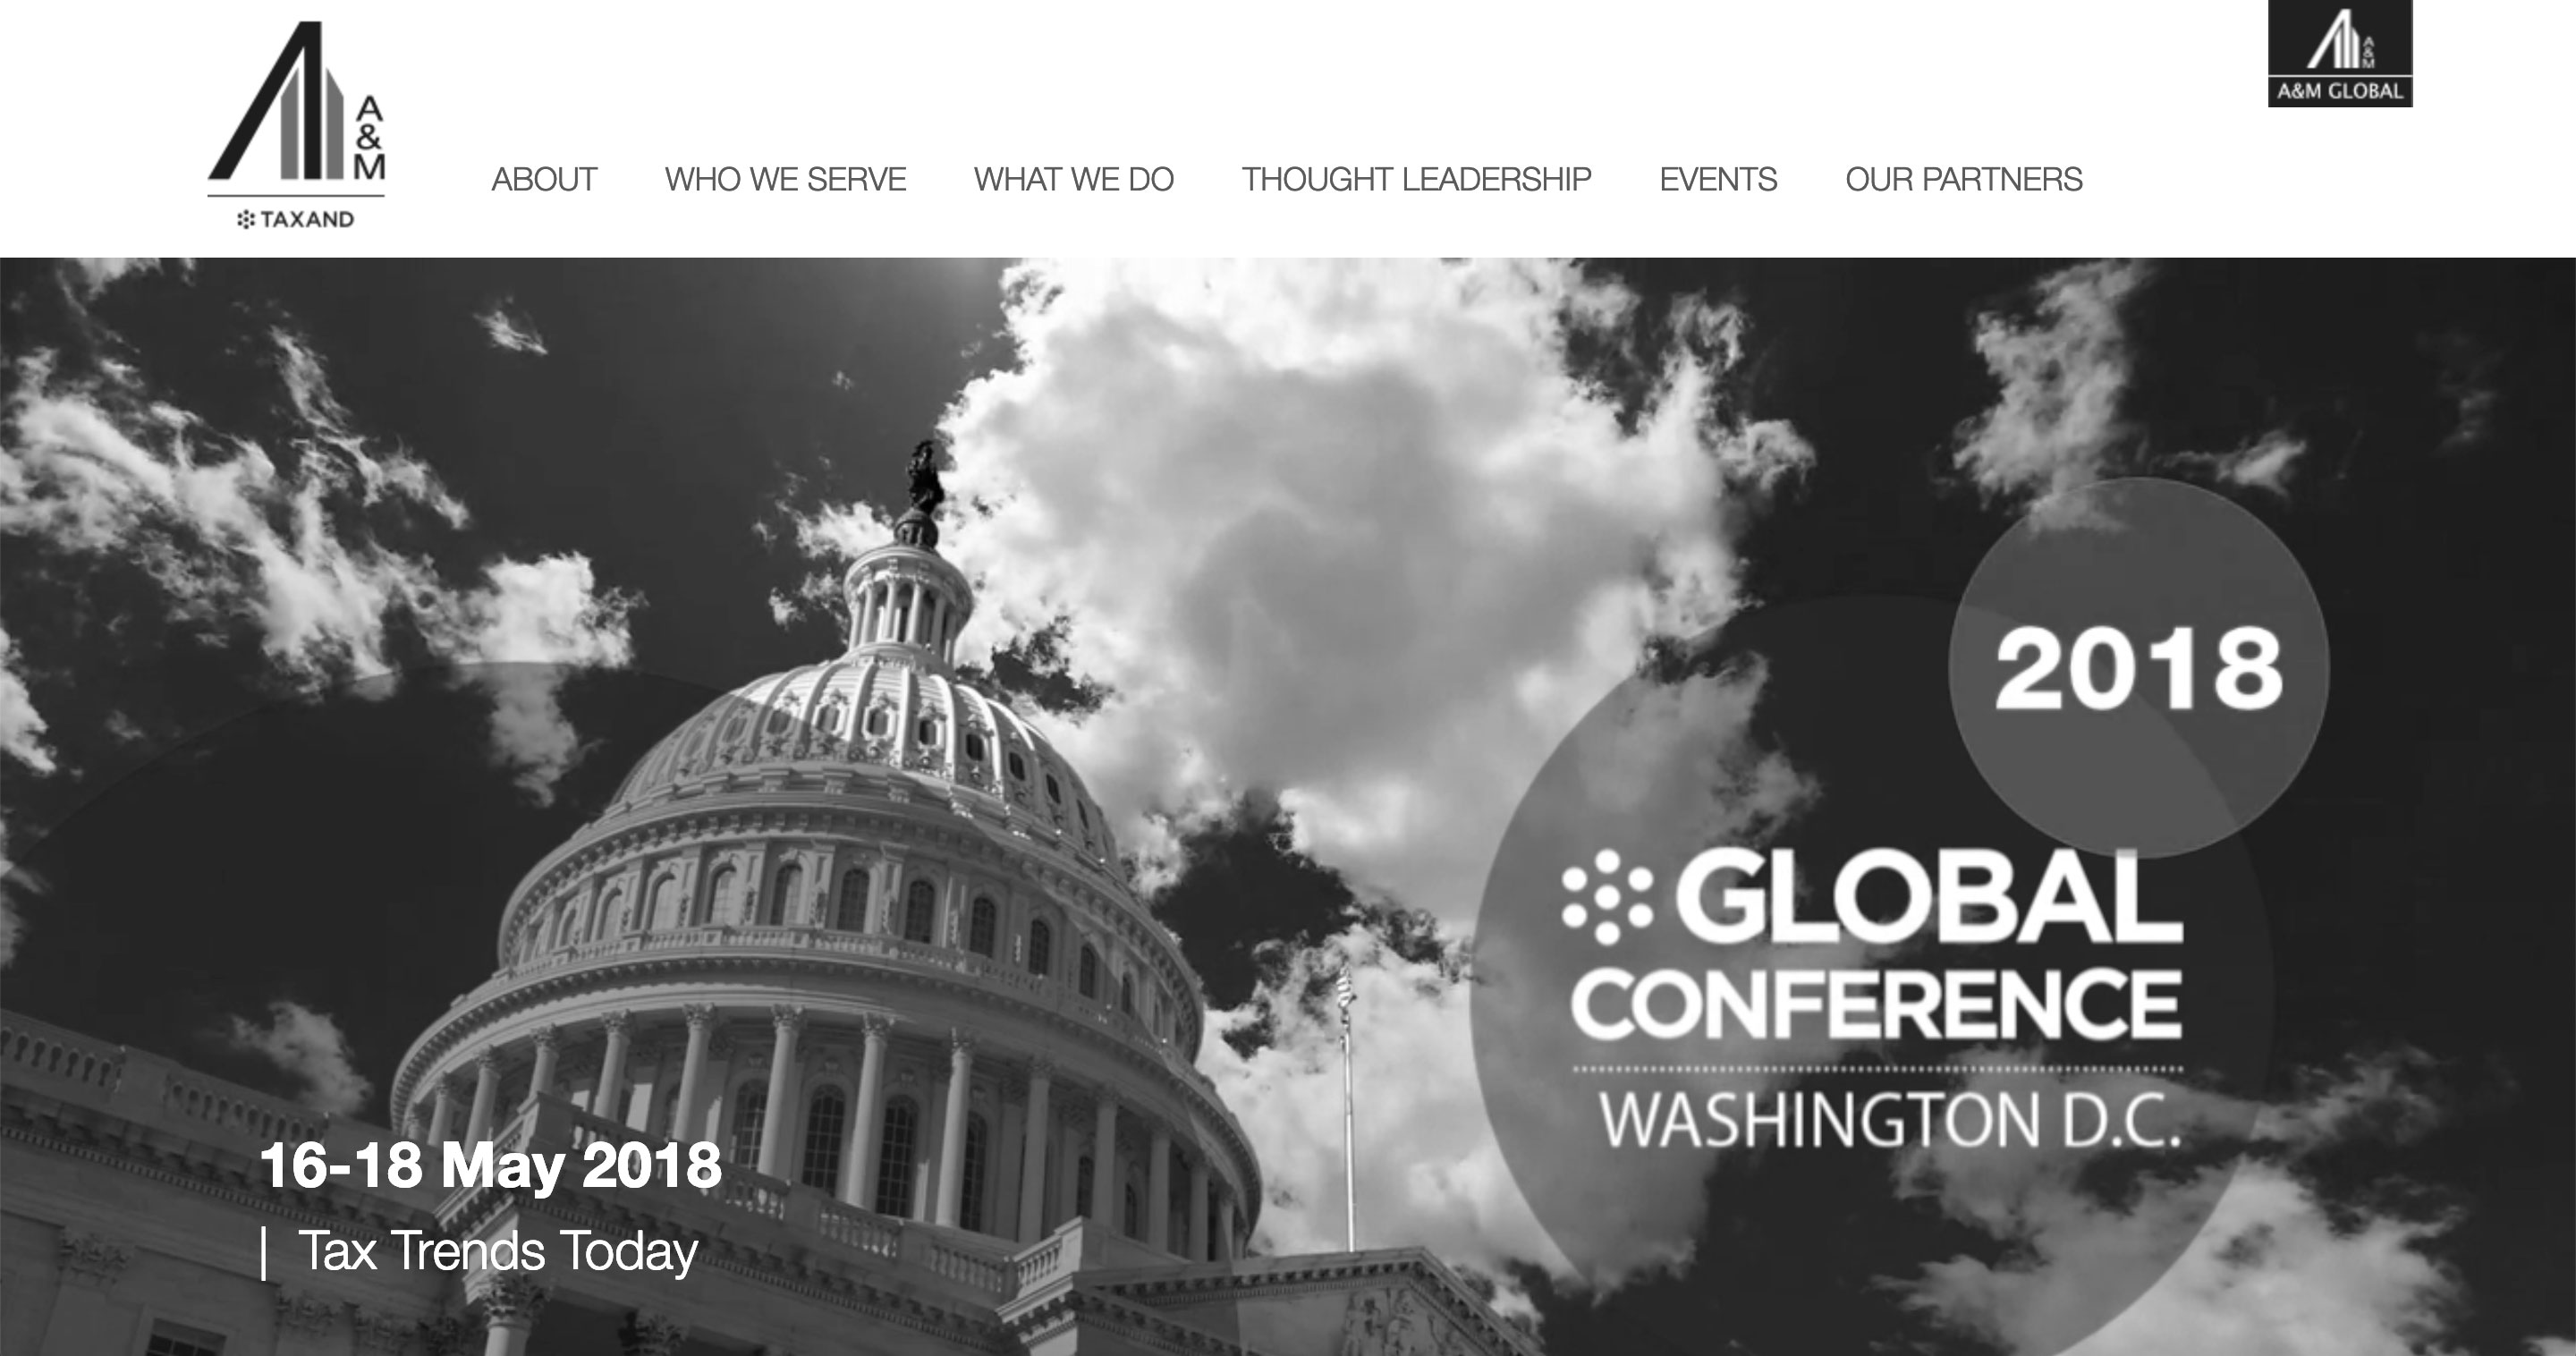 A
&
M
TAXAND
A
&
M
A&M GLOBAL
ABOUT WHO WE SERVE WHAT WE DO THOUGHT LEADERSHIP EVENTS OUR PARTNERS
2018
GLOBAL
CONFERENCE
WASHINGTON D.C.
16-18 May 2018
| Tax Trends Today